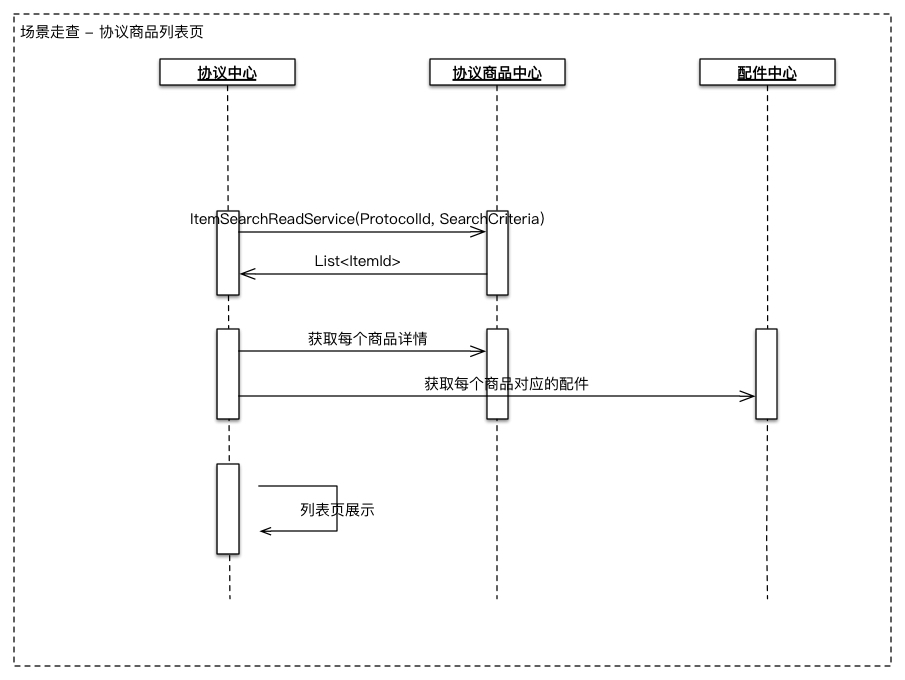 场景走查 – 协议商品列表页
协议中心
协议商品中心
配件中心
ItemSearchReadService(ProtocolId, SearchCriteria)
List<ItemId>
获取每个商品详情
获取每个商品对应的配件
列表页展示